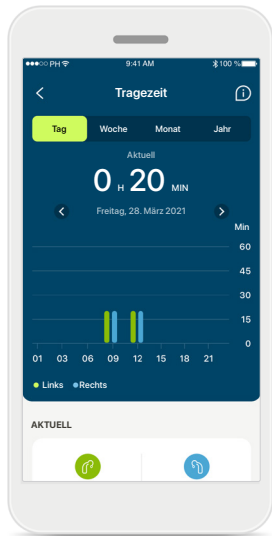 PH 9:41 AM 100 %
Tragezeit
Tag Woche Monat Jahr
Aktuell
0 H 20 MIN
Freitag, 28. März 2021
Min
60
45
30
15
0
01 03 06 09 12 15 18 21
Links Rechts
AKTUELL